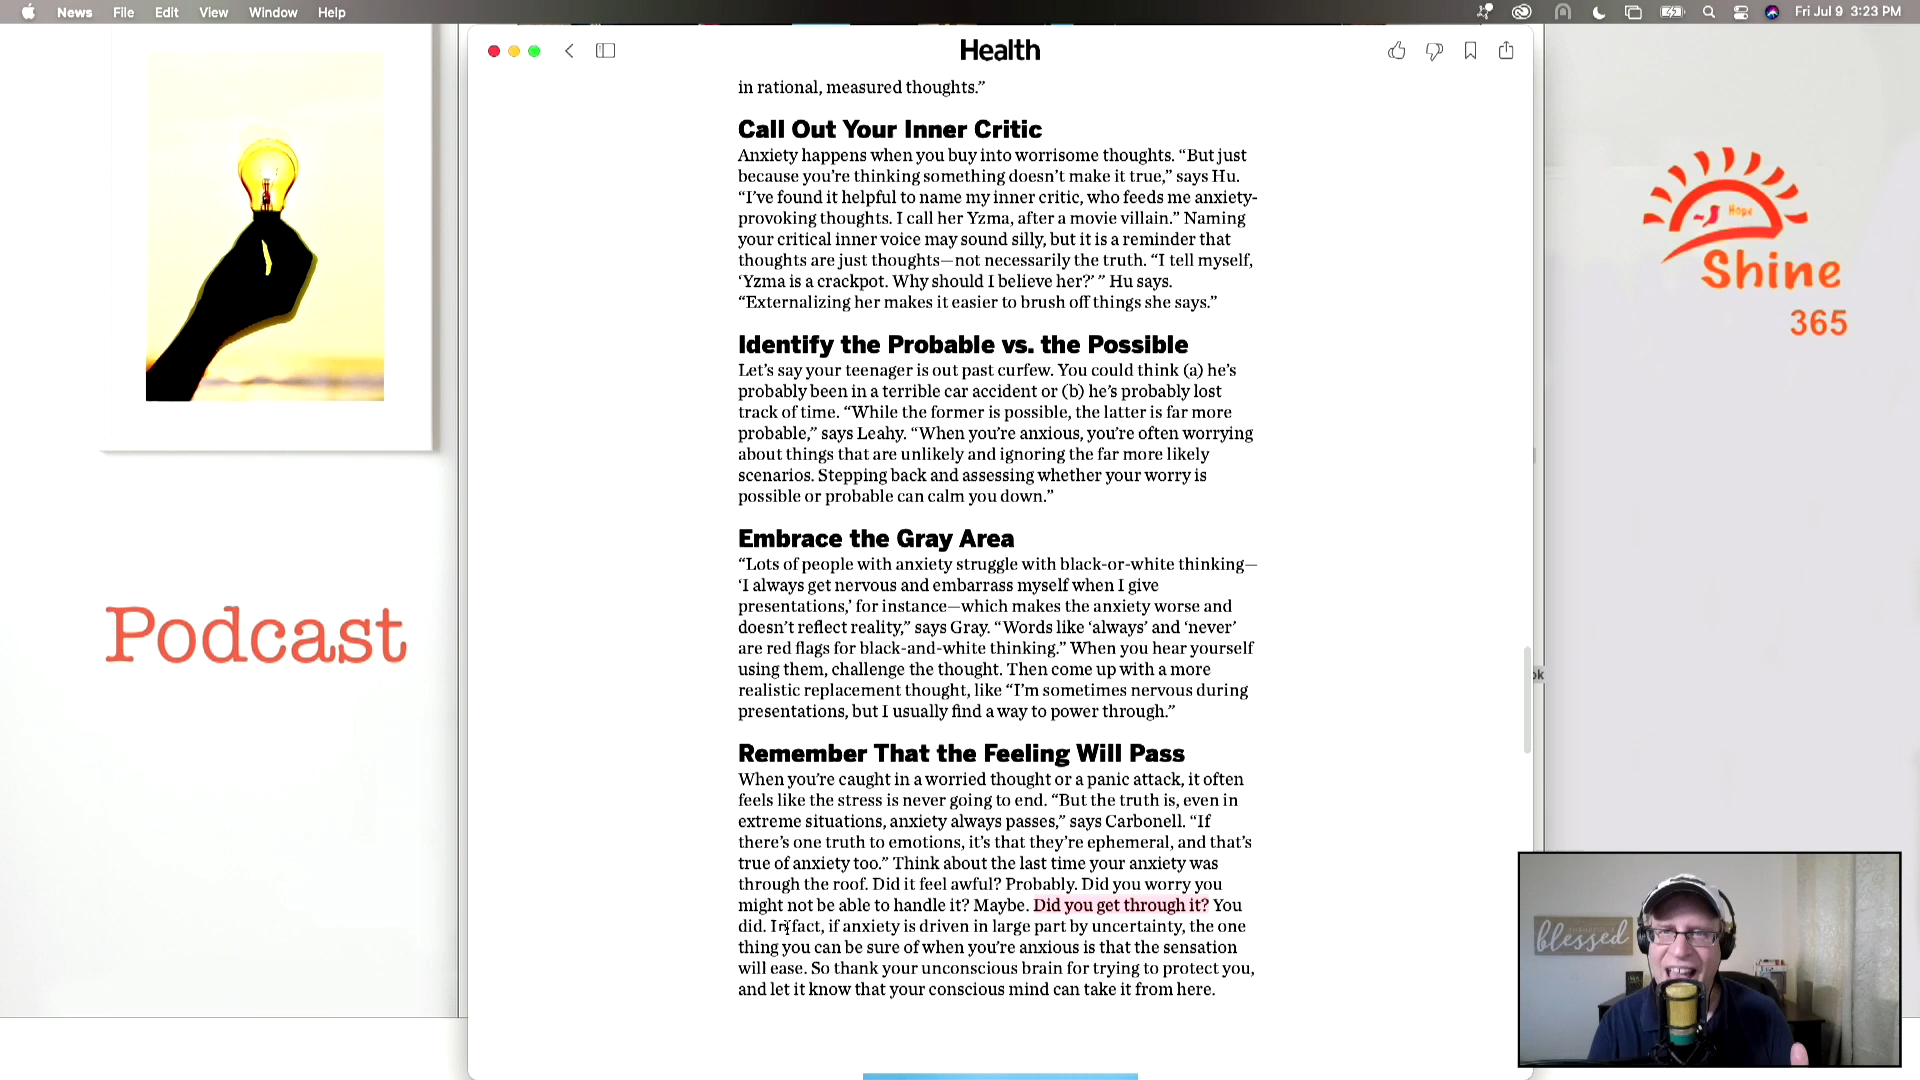 News File Edit View Window Help
Fri Jul 9 3:23 PM
Health
in rational, measured thoughts.”
Call Out Your Inner Critic
Anxiety happens when you buy into worrisome thoughts. “But just
because you’re thinking something doesn’t make it true,” says Hu.
“I’ve found it helpful to name my inner critic, who feeds me anxiety-
provoking thoughts. I call her Yzma, after a movie villain.” Naming
your critical inner voice may sound silly, but it is a reminder that
thoughts are just thoughts—not necessarily the truth. “I tell myself,
‘Yzma is a crackpot. Why should I believe her?’ ” Hu says.
“Externalizing her makes it easier to brush off things she says.”
Identify the Probable vs. the Possible
Let’s say your teenager is out past curfew. You could think (a) he’s
probably been in a terrible car accident or (b) he’s probably lost
track of time. “While the former is possible, the latter is far more
probable,” says Leahy. “When you’re anxious, you’re often worrying
about things that are unlikely and ignoring the far more likely
scenarios. Stepping back and assessing whether your worry is
possible or probable can calm you down.”
Embrace the Gray Area
“Lots of people with anxiety struggle with black-or-white thinking—
‘I always get nervous and embarrass myself when I give
presentations,’ for instance—which makes the anxiety worse and
doesn’t reflect reality,” says Gray. “Words like ‘always’ and ‘never’
are red flags for black-and-white thinking.” When you hear yourself
using them, challenge the thought. Then come up with a more
realistic replacement thought, like “I’m sometimes nervous during
presentations, but I usually find a way to power through.”
Remember That the Feeling Will Pass
When you’re caught in a worried thought or a panic attack, it often
feels like the stress is never going to end. “But the truth is, even in
extreme situations, anxiety always passes,” says Carbonell. “If
there’s one truth to emotions, it’s that they’re ephemeral, and that’s
true of anxiety too.” Think about the last time your anxiety was
through the roof. Did it feel awful? Probably. Did you worry you
might not be able to handle it? Maybe. Did you get through it? You
did. In fact, if anxiety is driven in large part by uncertainty, the one
thing you can be sure of when you’re anxious is that the sensation
will ease. So thank your unconscious brain for trying to protect you,
and let it know that your conscious mind can take it from here.
Podcast
Hope
Shine
365
ok
blessed